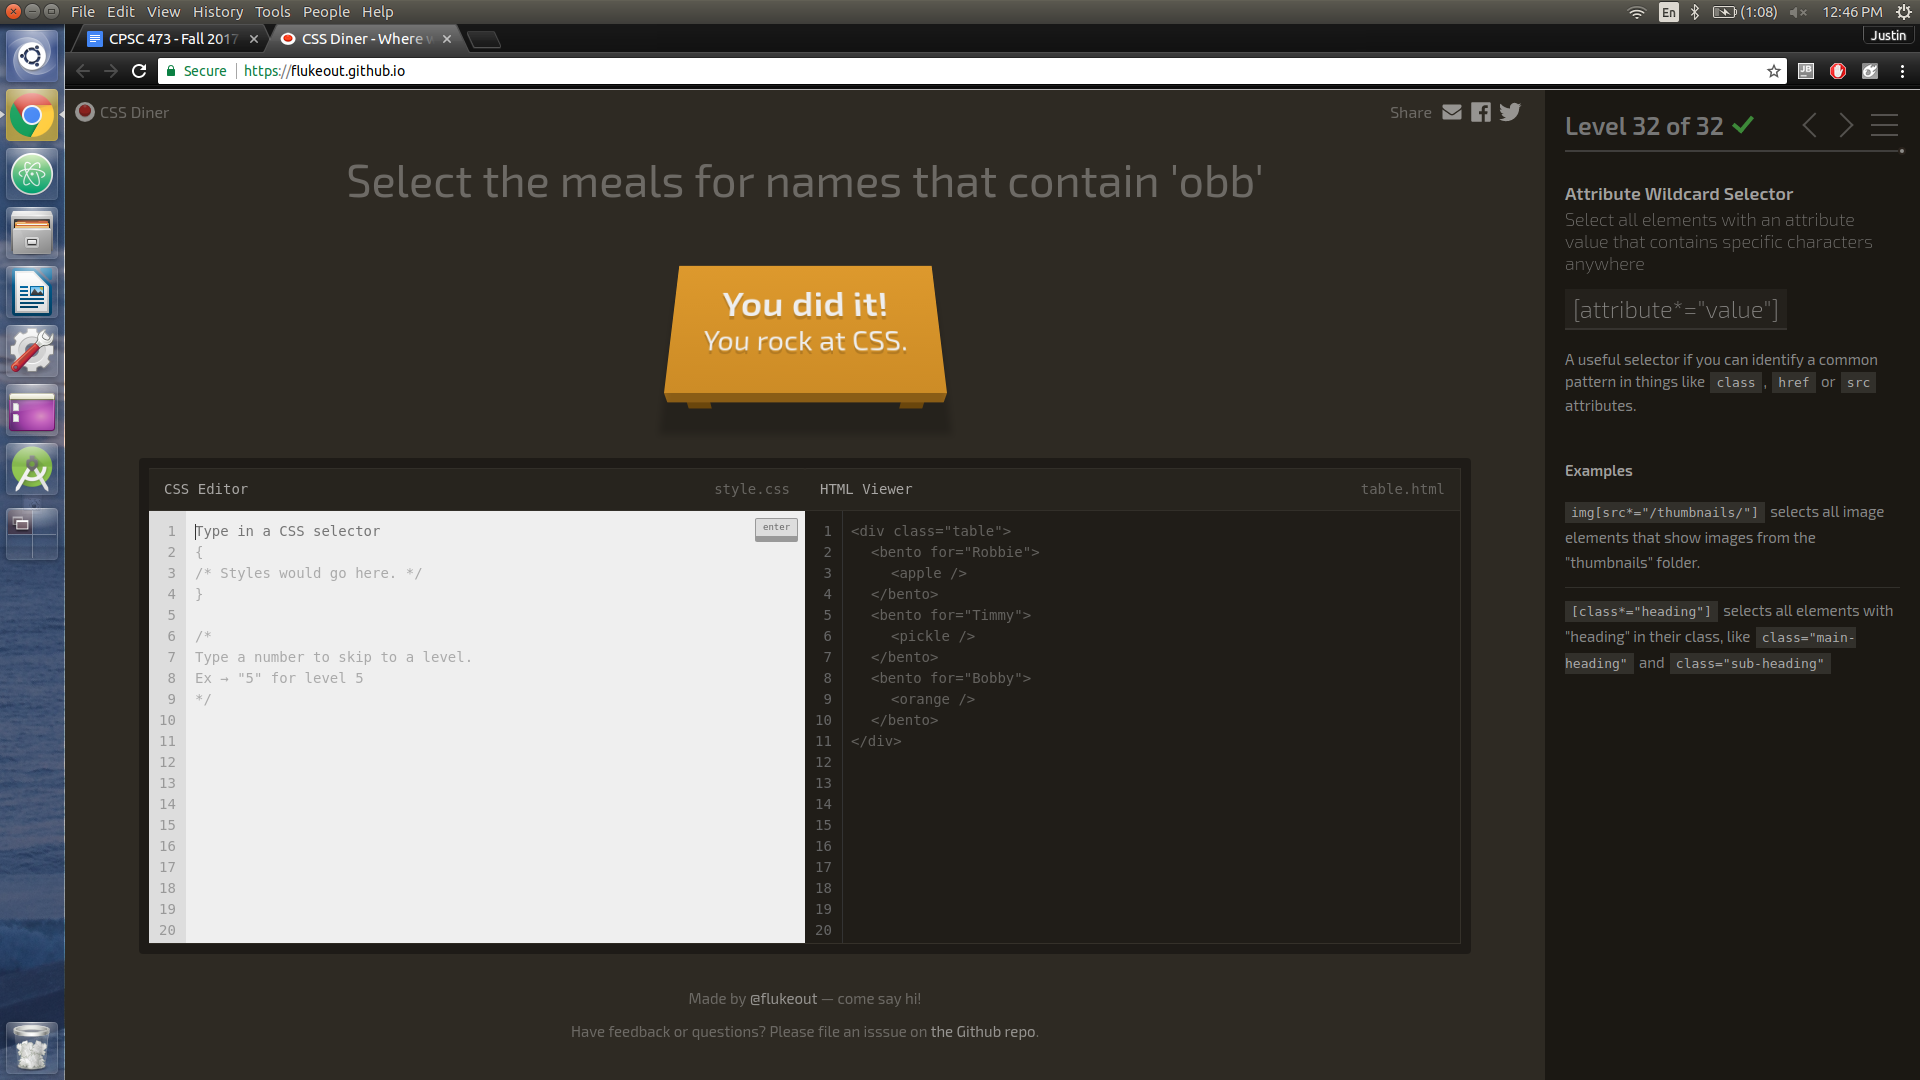 File Edit View History Tools People Help
En (1:08) 12:46 PM
CPSC 473 - Fall 2017
CSS Diner - Where
Justin
Secure https://flukeout.github.io
JB
CSS Diner
Share
Select the meals for names that contain 'obb'
You did it!
You rock at CSS.
CSS Editor style.css
1 Type in a CSS selector
enter
2 {
3 /* Styles would go here. */
4 }
5
6 /*
7 Type a number to skip to a level.
8 Ex → "5" for level 5
9 */
10
11
12
13
14
15
16
17
18
19
20
HTML Viewer table.html
1 <div class="table">
2 <bento for="Robbie">
3 <apple />
4 </bento>
5 <bento for="Timmy">
6 <pickle />
7 </bento>
8 <bento for="Bobby">
9 <orange />
10 </bento>
11 </div>
12
13
14
15
16
17
18
19
20
Made by @flukeout — come say hi!
Have feedback or questions? Please file an isssue on the Github repo.
Level 32 of 32
Attribute Wildcard Selector
Select all elements with an attribute
value that contains specific characters
anywhere
[attribute*="value"]
A useful selector if you can identify a common
pattern in things like class , href or src
attributes.
Examples
img[src*="/thumbnails/"] selects all image
elements that show images from the
"thumbnails" folder.
[class*="heading"] selects all elements with
"heading" in their class, like class="main-
heading" and class="sub-heading"